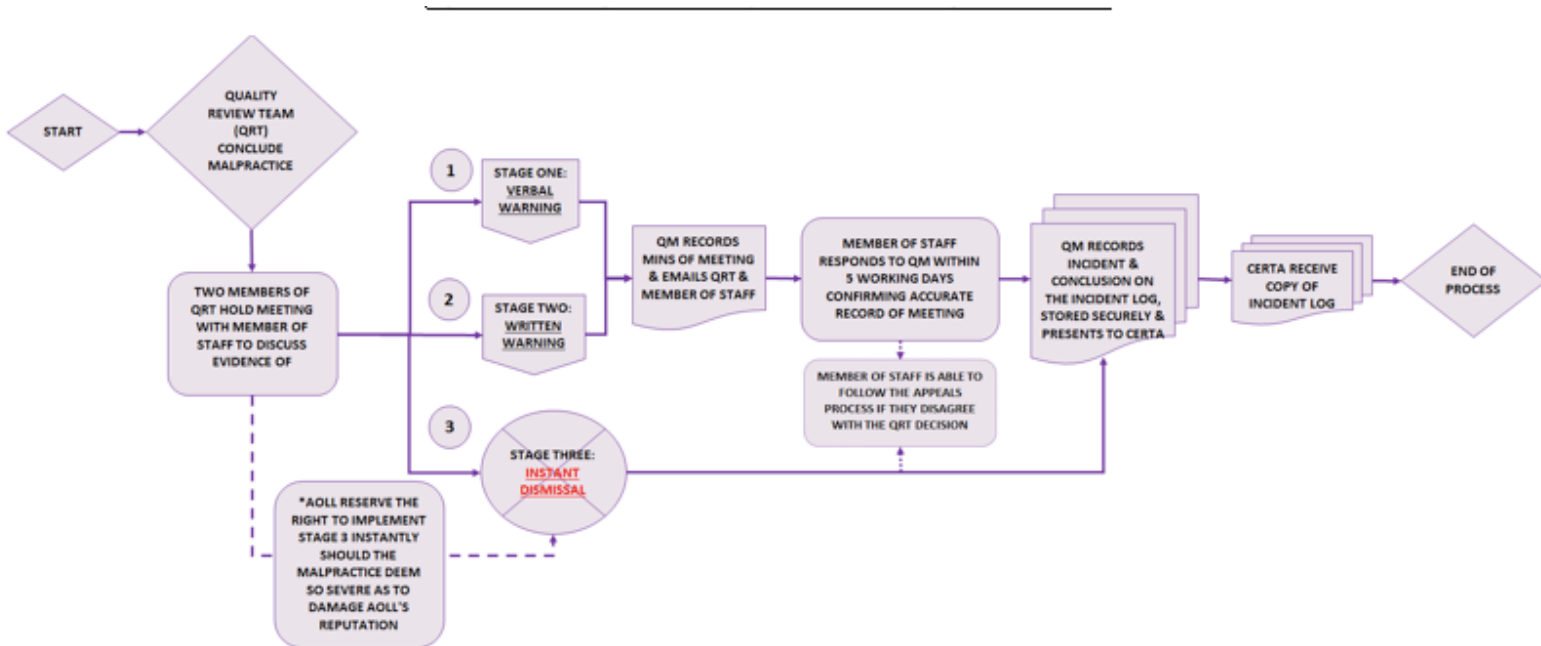 START
QUALITY
REVIEW TEAM
(QRT)
CONCLUDE
MALPRACTICE
TWO MEMBERS OF
QRT HOLD MEETING
WITH MEMBER OF
STAFF TO DISCUSS
EVIDENCE OF
1
STAGE ONE:
VERBAL
WARNING
2
STAGE TWO:
WRITTEN
WARNING
3
STAGE THREE:
INSTANT
DISMISSAL
*AOLL RESERVE THE
RIGHT TO IMPLEMENT
STAGE 3 INSTANTLY
SHOULD THE
MALPRACTICE DEEM
SO SEVERE AS TO
DAMAGE AOLL'S
REPUTATION
QM RECORDS
MINS OF MEETING
& EMAILS QRT &
MEMBER OF STAFF
MEMBER OF STAFF
RESPONDS TO QM WITHIN
5 WORKING DAYS
CONFIRMING ACCURATE
RECORD OF MEETING
MEMBER OF STAFF IS ABLE TO
FOLLOW THE APPEALS
PROCESS IF THEY DISAGREE
WITH THE QRT DECISION
QM RECORDS
INCIDENT &
CONCLUSION ON
THE INCIDENT LOG,
STORED SECURELY &
PRESENTS TO CERTA
CERTA RECEIVE
COPY OF
INCIDENT LOG
END OF
PROCESS